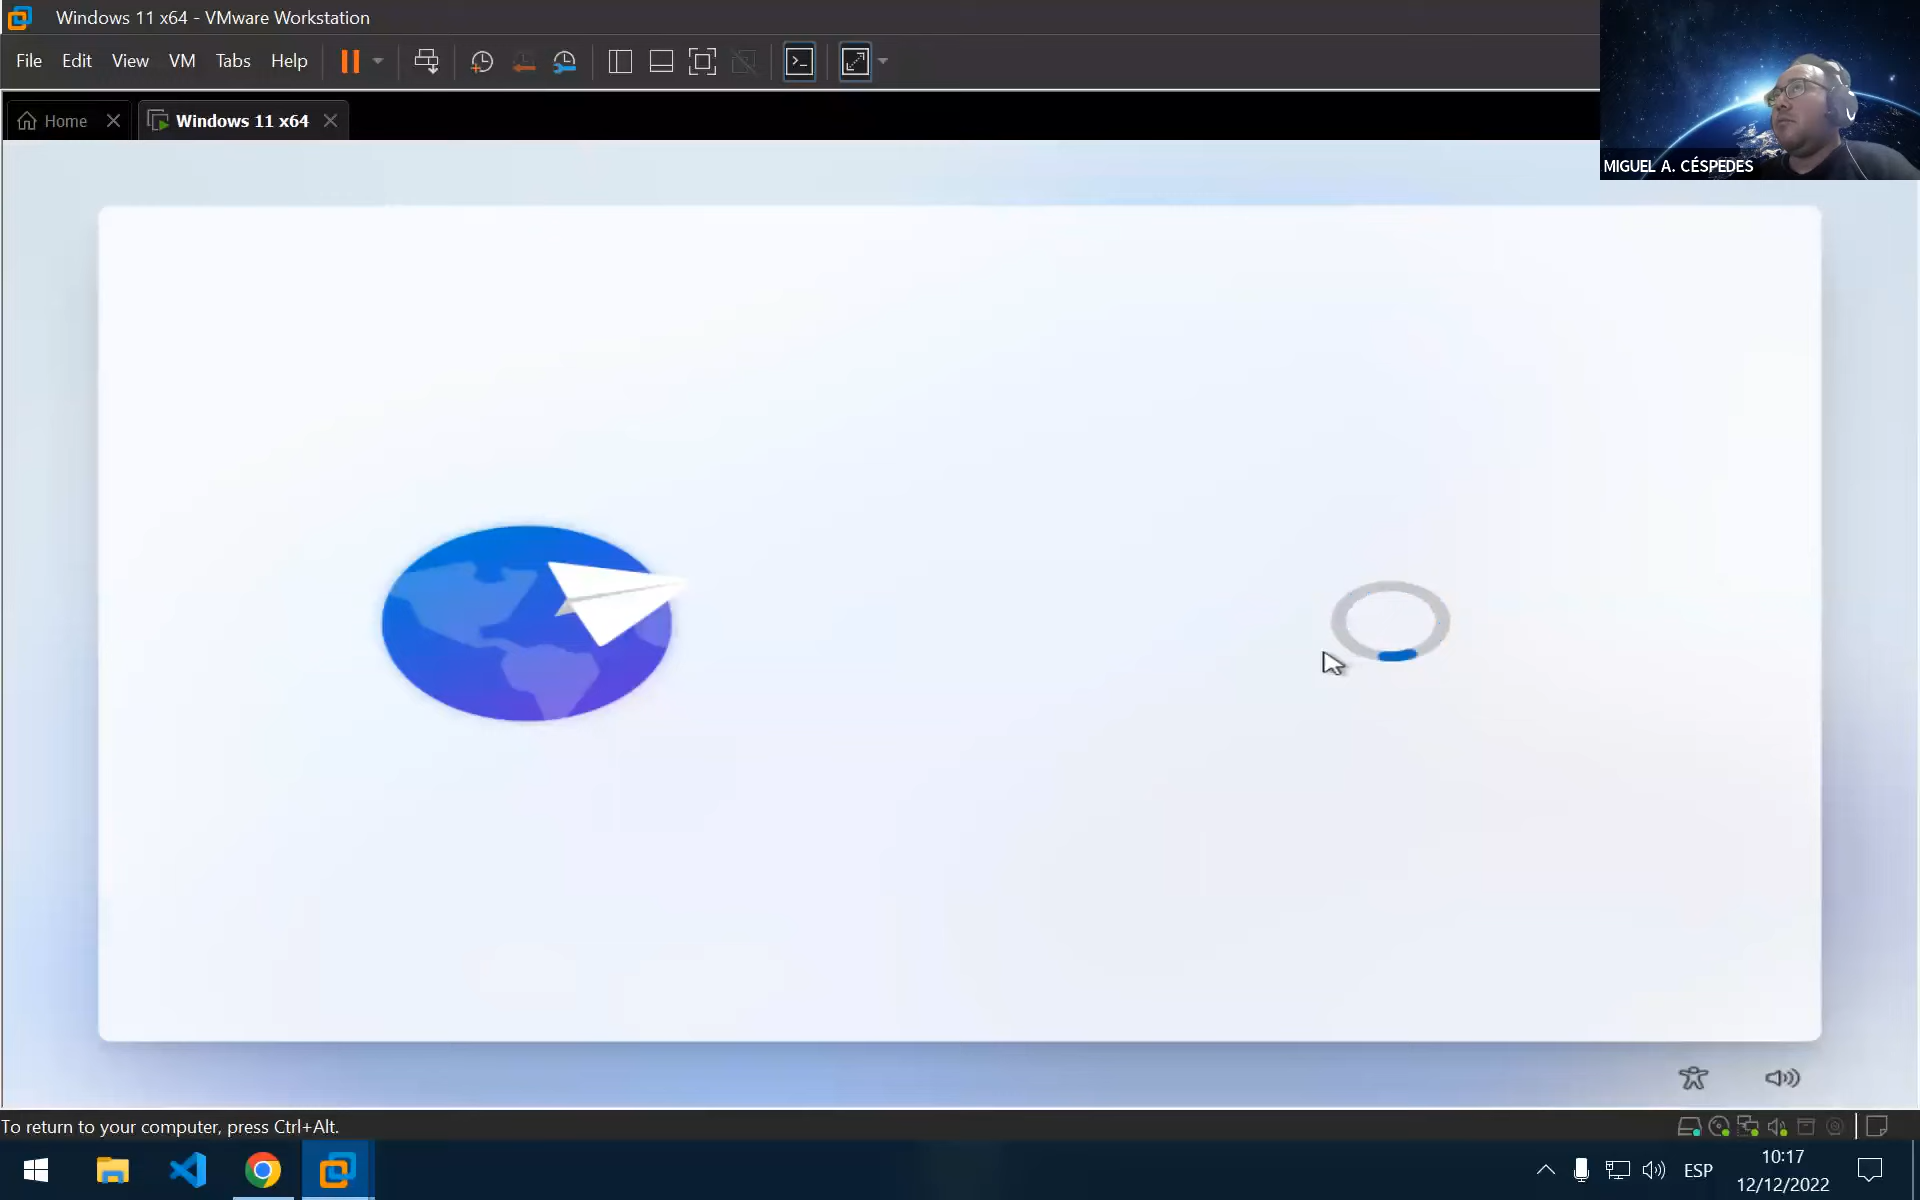 Windows 11 x64 - VMware Workstation
File Edit View VM Tabs Help
Home
Windows 11 x64
MIGUEL A. CÉSPEDES
To return to your computer, press Ctrl+Alt.
ESP
10:17
12/12/2022